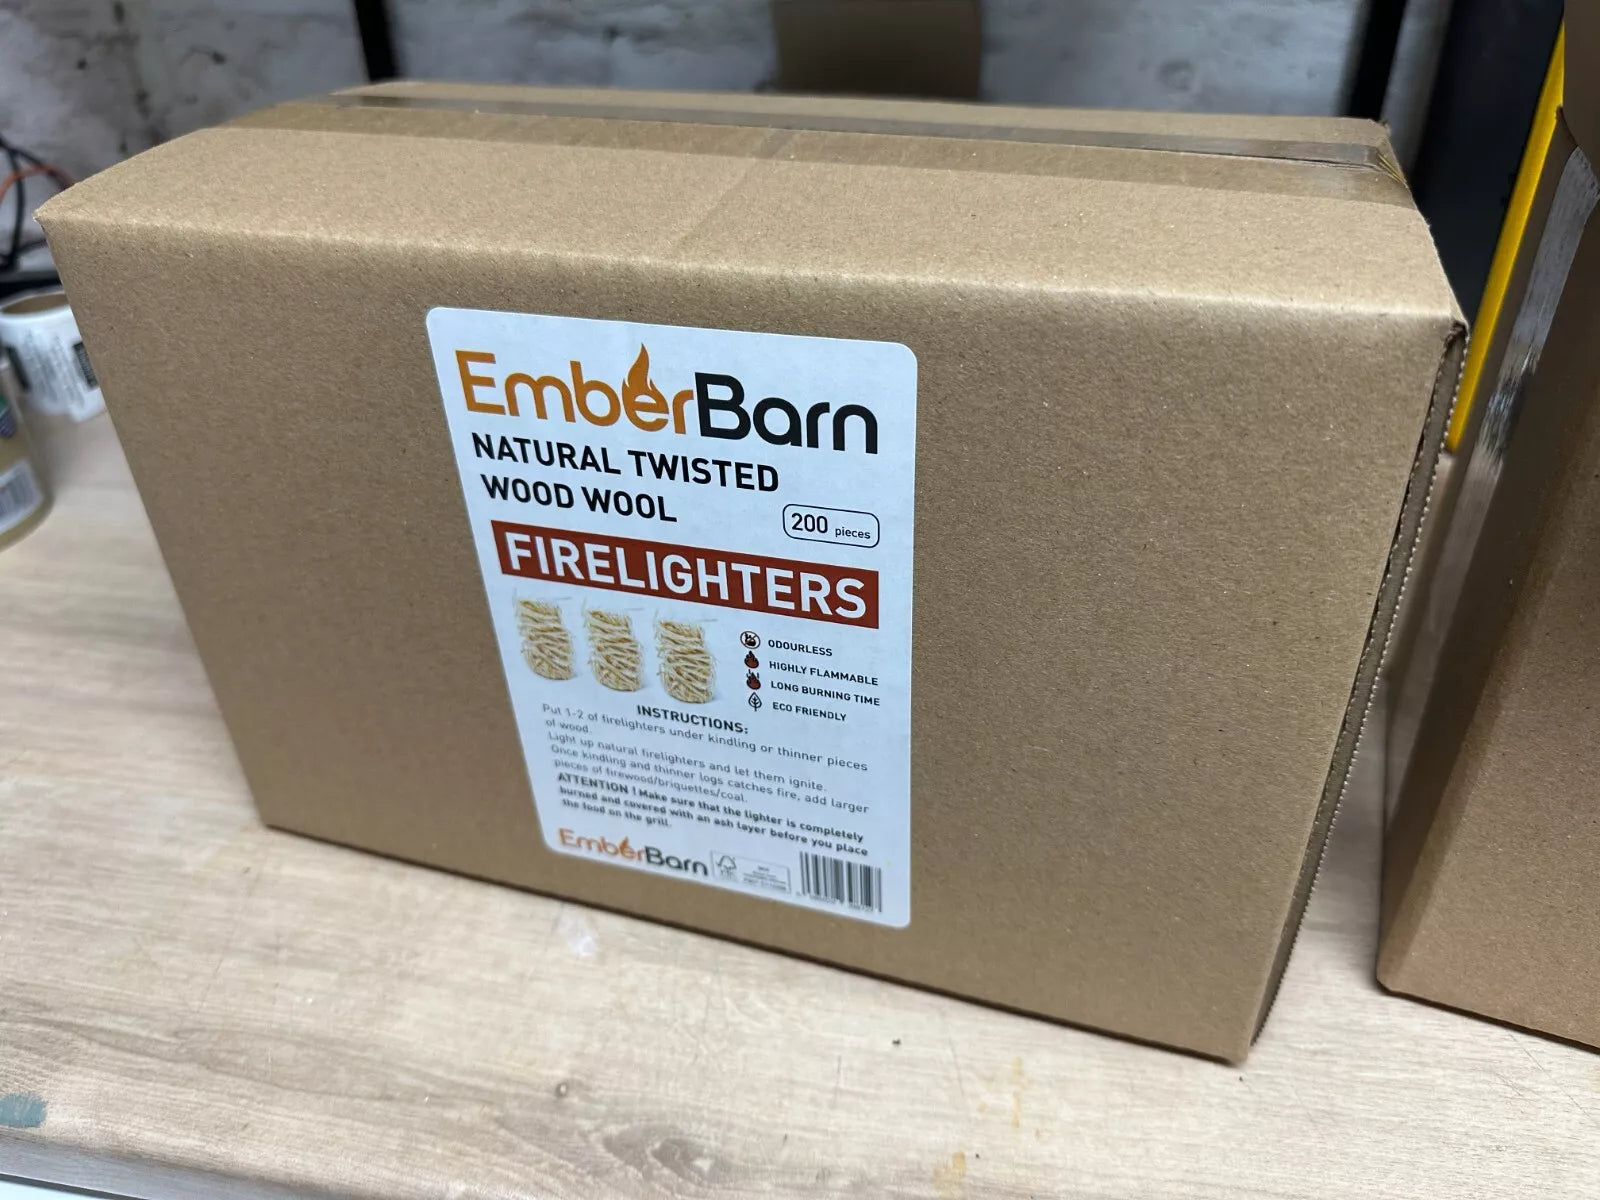 EmberBarn
NATURAL TWISTED
WOOD WOOL
200 pieces
FIRELIGHTERS
ODOURLESS
HIGHLY FLAMMABLE
LONG BURNING TIME
ECO FRIENDLY
INSTRUCTIONS:
Put 1-2 of firelighters under kindling or thinner pieces
of wood.
Light up natural firelighters and let them ignite.
Once kindling and thinner logs catches fire, add larger
pieces of firewood/briquettes/coal.
ATTENTION ! Make sure that the lighter is completely
burned and covered with an ash layer before you place
the food on the grill.
EmberBarn